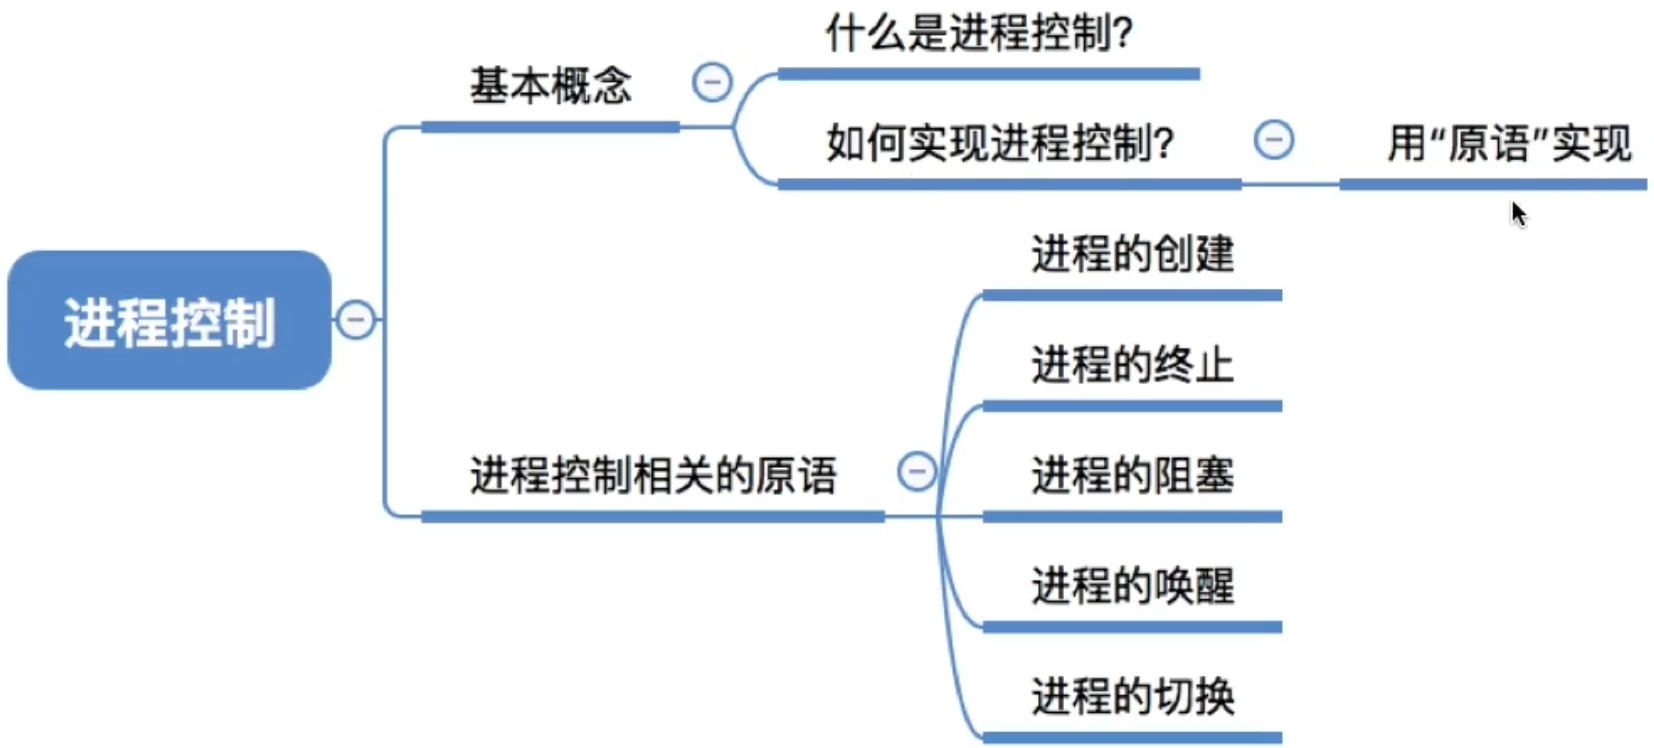 进程控制
基本概念
什么是进程控制？
如何实现进程控制？
用“原语”实现
进程控制相关的原语
进程的创建
进程的终止
进程的阻塞
进程的唤醒
进程的切换